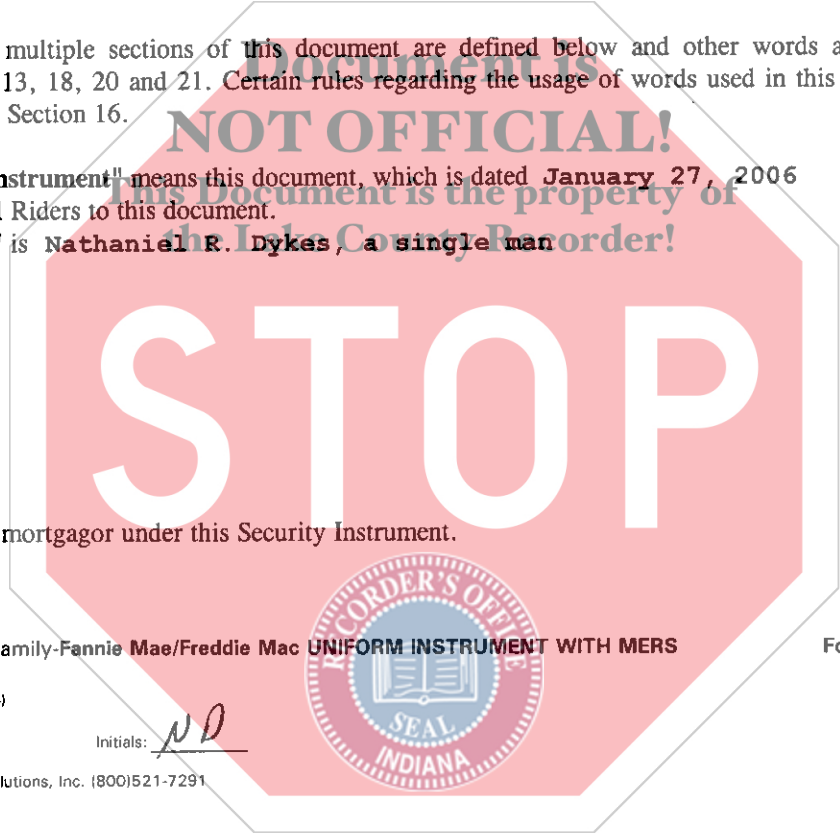 multiple sections of this document are defined below and other words a
13, 18, 20 and 21. Certain rules regarding the usage of words used in this
Section 16.
Document is
NOT OFFICIAL!
This Document is the property of
the Lake County Recorder!
nstrument" means this document, which is dated January 27, 2006
l Riders to this document.
is Nathaniel R. Dykes, a single man
STOP
mortgagor under this Security Instrument.
RECORDER'S OFFICE
SEAL
INDIANA
amily-Fannie Mae/Freddie Mac UNIFORM INSTRUMENT WITH MERS Fo
)
Initials: ND
lutions, Inc. (800)521-7291